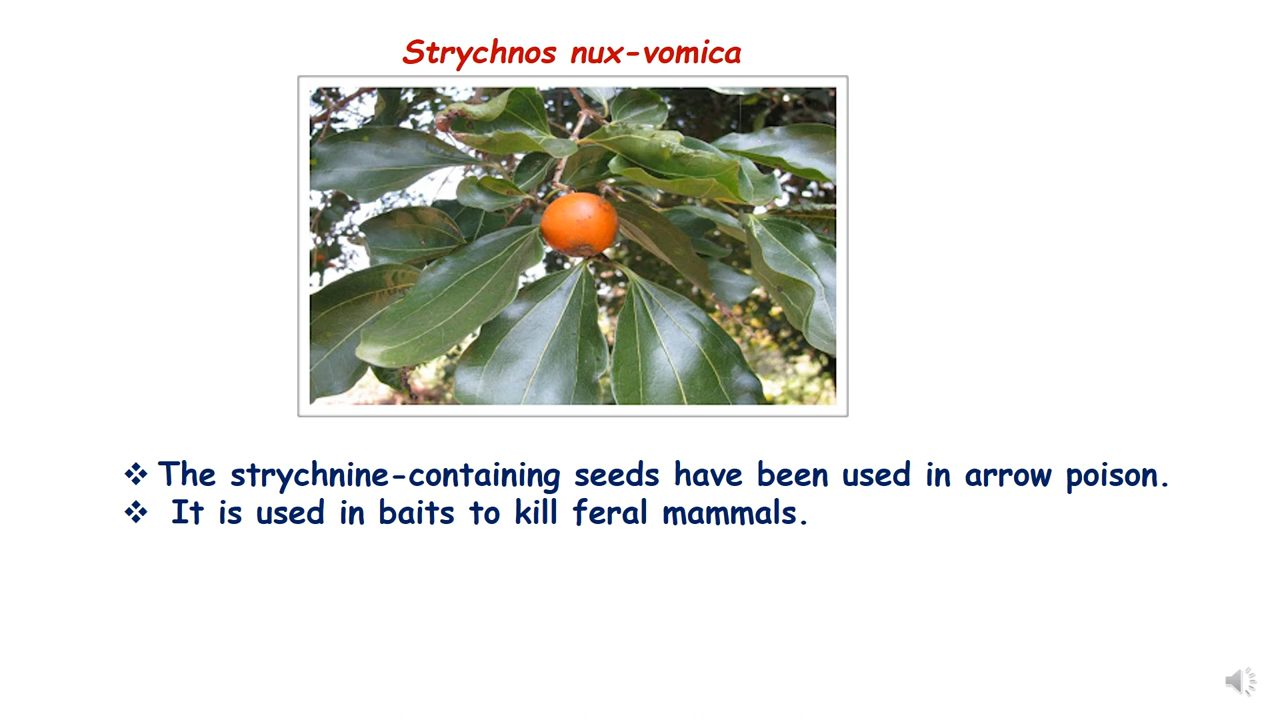 Strychnos nux-vomica
❖ The strychnine-containing seeds have been used in arrow poison.
❖ It is used in baits to kill feral mammals.